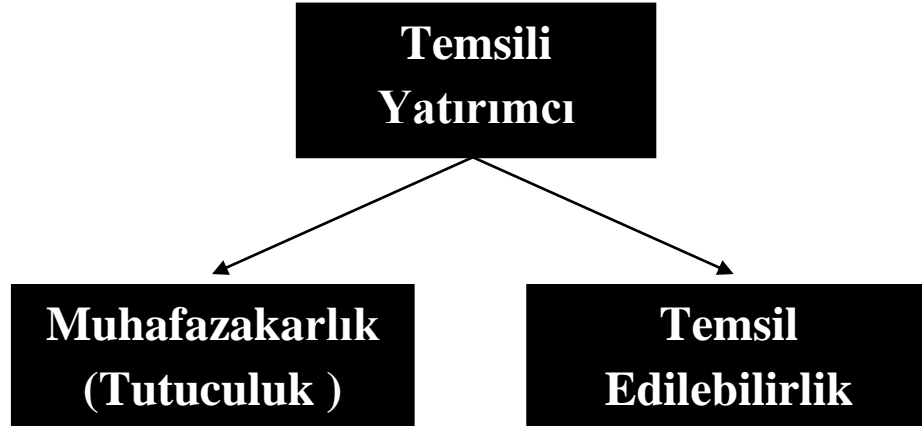 Temsili
Yatırımcı
Muhafazakarlık
(Tutuculuk )
Temsil
Edilebilirlik